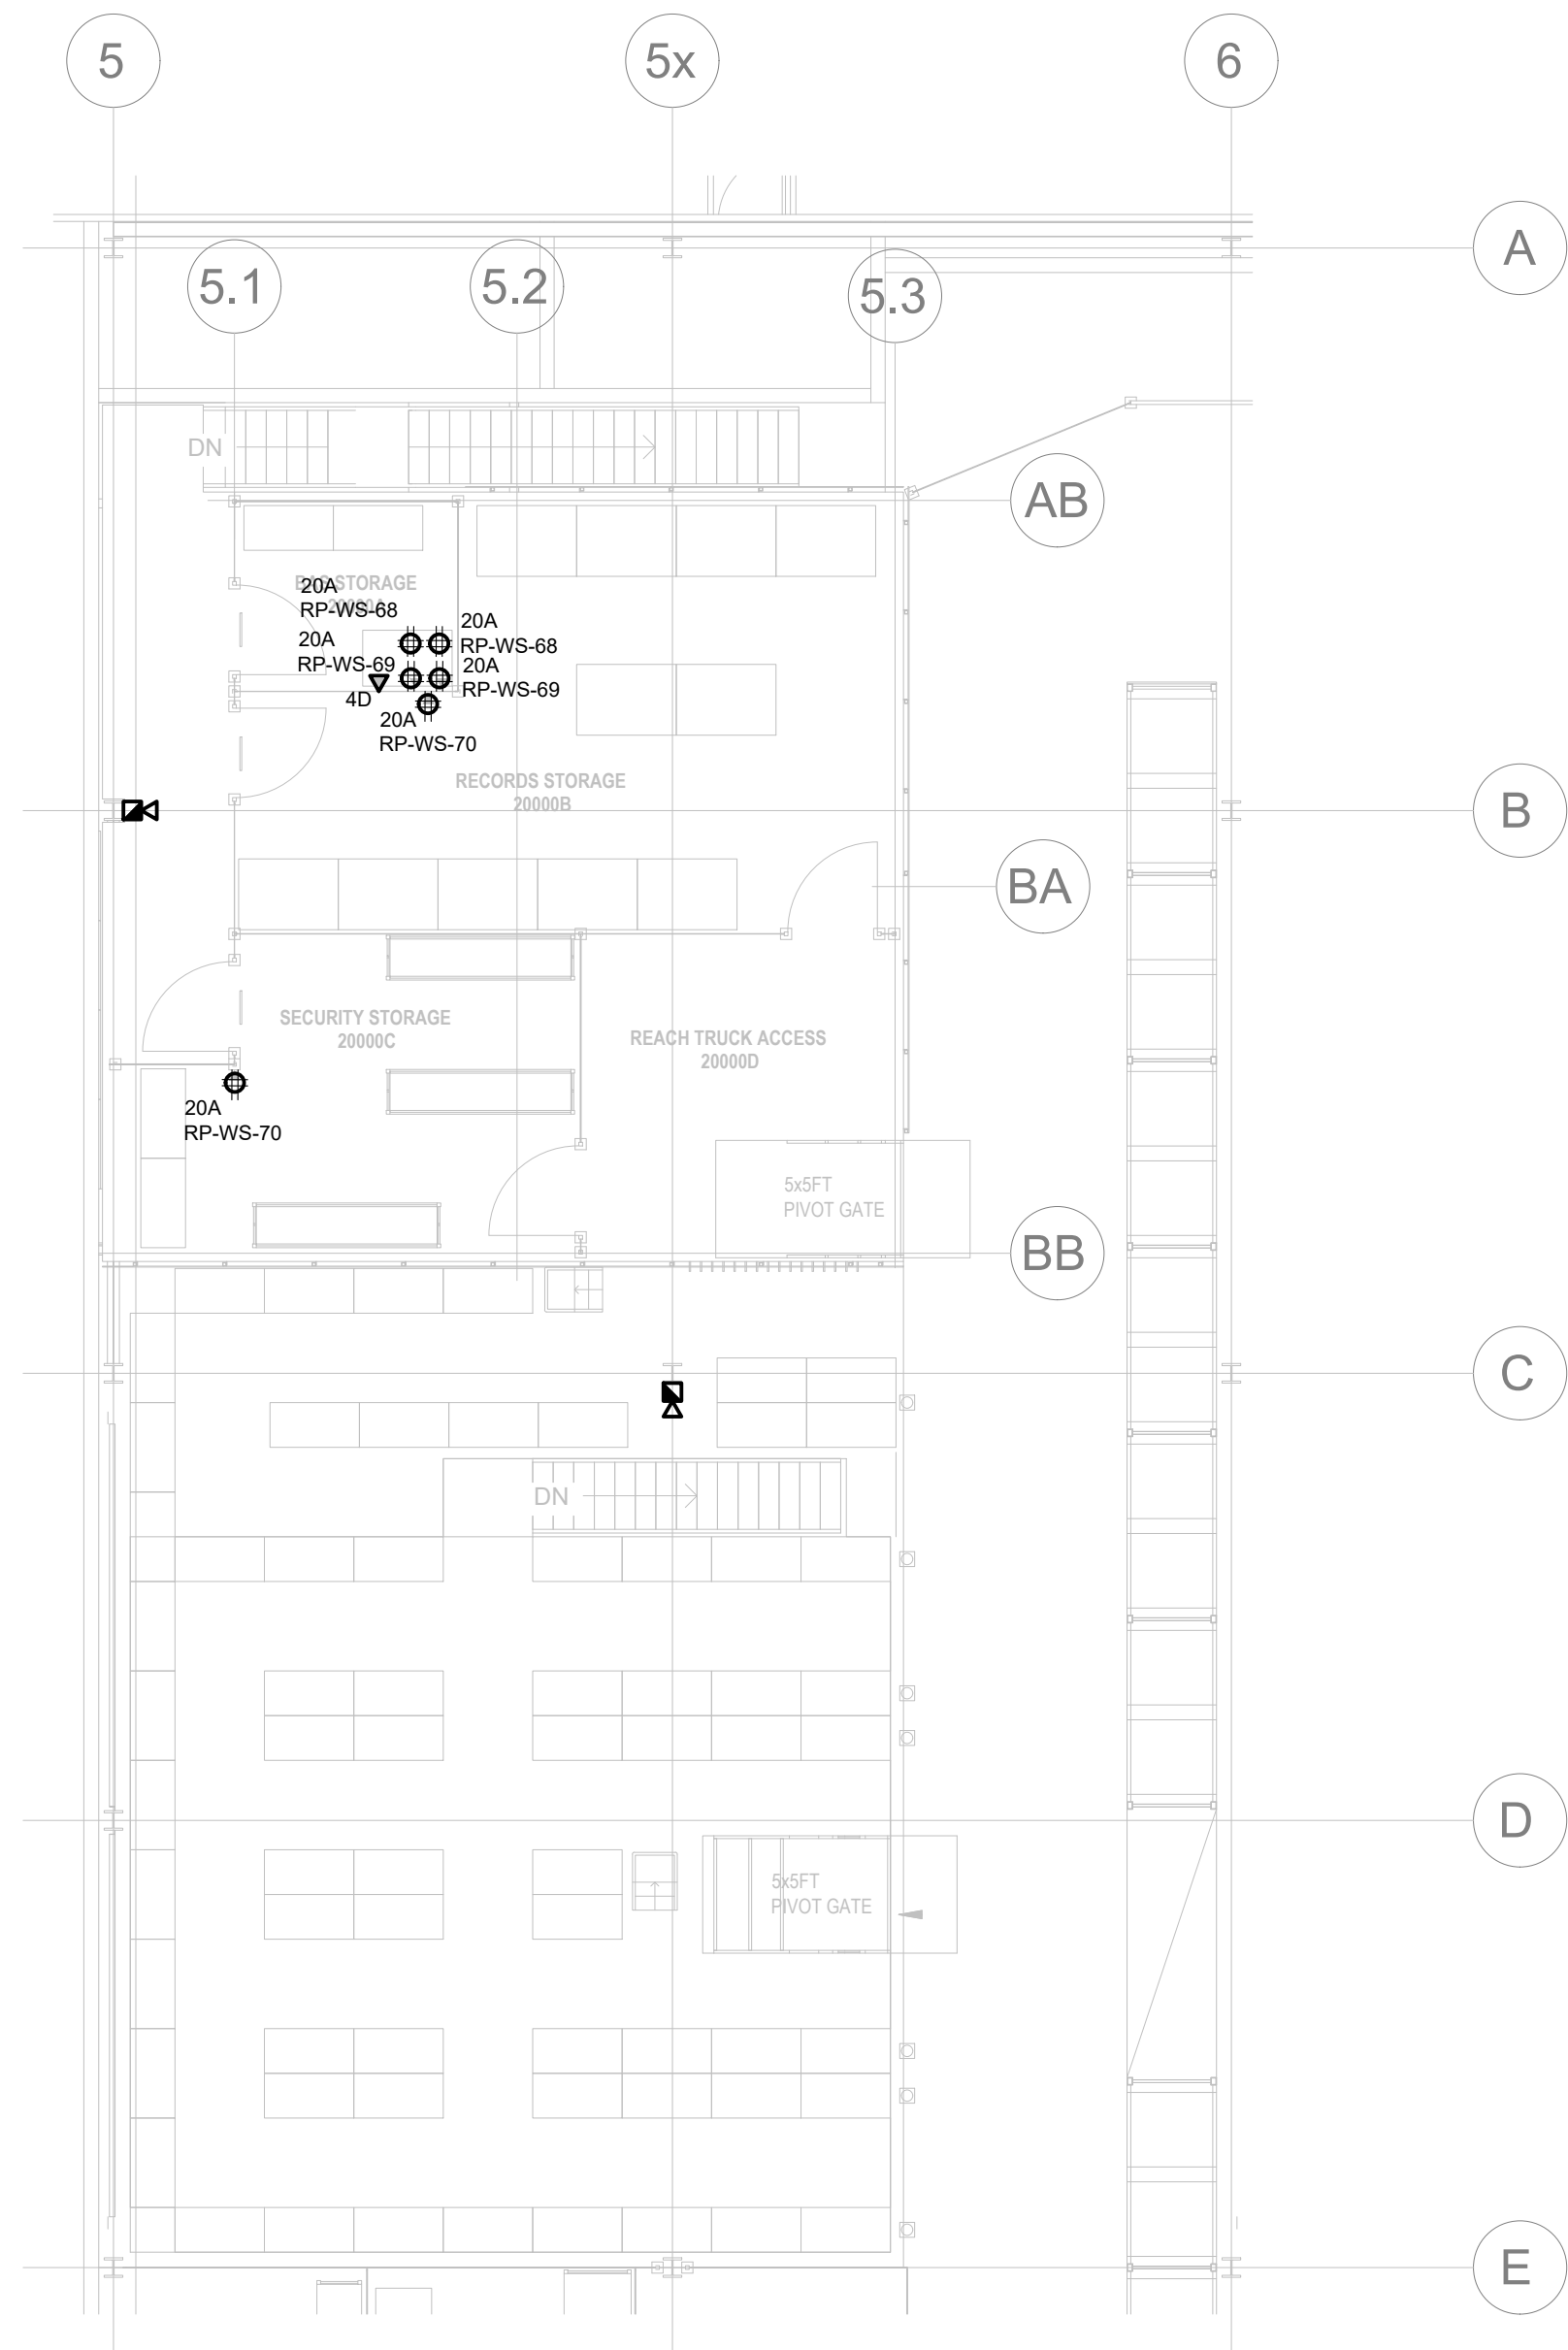 5
5x
6
A
5.1
5.2
5.3
DN
AB
BAS STORAGE
20000A
20A
RP-WS-68
20A
RP-WS-68
20A
RP-WS-69
20A
RP-WS-69
4D
20A
RP-WS-70
RECORDS STORAGE
20000B
B
BA
SECURITY STORAGE
20000C
REACH TRUCK ACCESS
20000D
20A
RP-WS-70
5x5FT
PIVOT GATE
BB
C
DN
D
5x5FT
PIVOT GATE
E